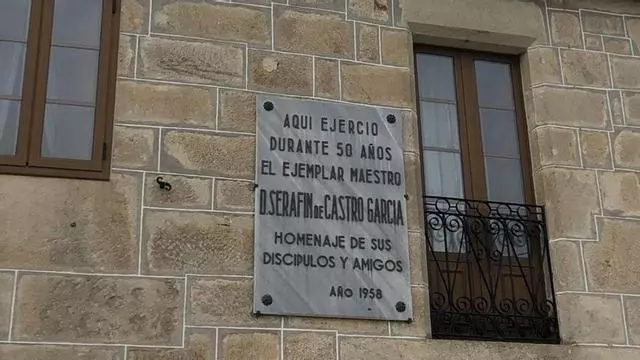 AQUI EJERCIO
DURANTE 50 AÑOS
EL EJEMPLAR MAESTRO
D. SERAFIN DE CASTRO GARCIA
HOMENAJE DE SUS
DISCIPULOS Y AMIGOS
AÑO 1958